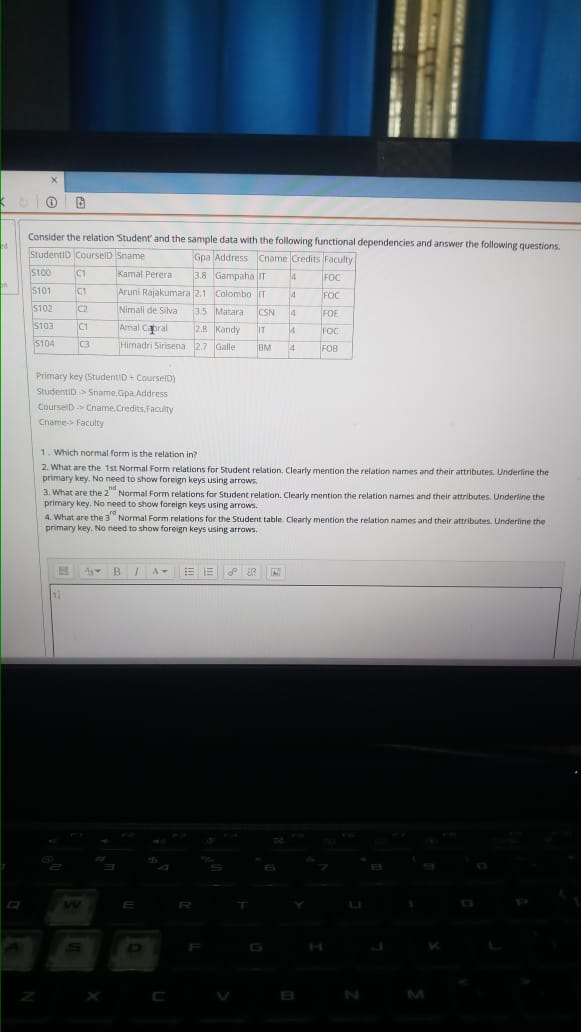 Consider the relation 'Student' and the sample data with the following functional dependencies and answer the following questions.
StudentID CourseID Sname Gpa Address Cname Credits Faculty
S100 C1 Kamal Perera 3.8 Gampaha IT 4 FOC
S101 C1 Aruni Rajakumara 2.1 Colombo IT 4 FOC
S102 C2 Nimali de Silva 3.5 Matara CSN 4 FOE
S103 C1 Amal Cabral 2.8 Kandy IT 4 FOC
S104 C3 Himadri Sirisena 2.7 Galle BM 4 FOB
Primary key (StudentID + CourseID)
StudentID -> Sname,Gpa,Address
CourseID -> Cname,Credits,Faculty
Cname-> Faculty
1. Which normal form is the relation in?
2. What are the 1st Normal Form relations for Student relation. Clearly mention the relation names and their attributes. Underline the
primary key. No need to show foreign keys using arrows.
3. What are the 2nd Normal Form relations for Student relation. Clearly mention the relation names and their attributes. Underline the
primary key. No need to show foreign keys using arrows.
4. What are the 3rd Normal Form relations for the Student table. Clearly mention the relation names and their attributes. Underline the
primary key. No need to show foreign keys using arrows.
B I A
2 3 4 5 6 7 8 9 0
Q W E R T Y U I O P
A S D F G H J K L
Z X C V B N M